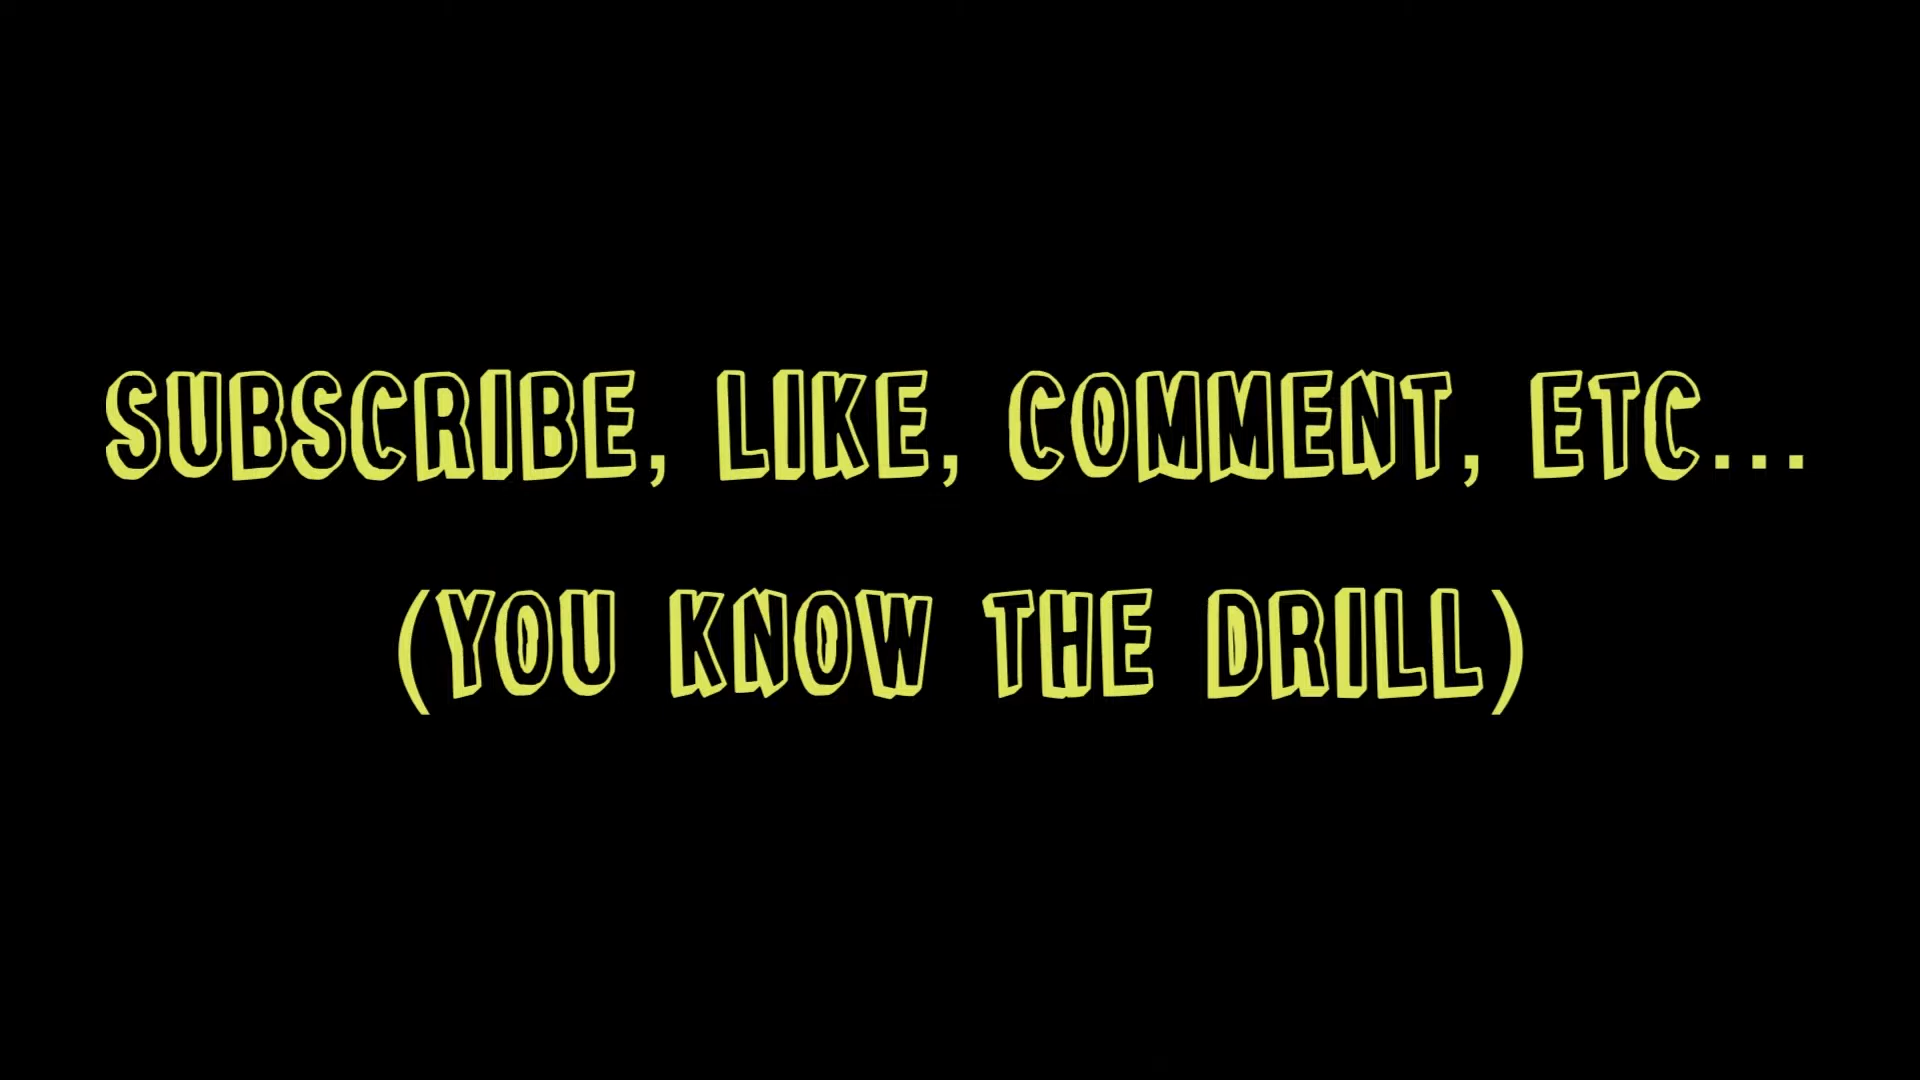 SUBSCRIBE, LIKE, COMMENT, ETC...
(YOU KNOW THE DRILL)